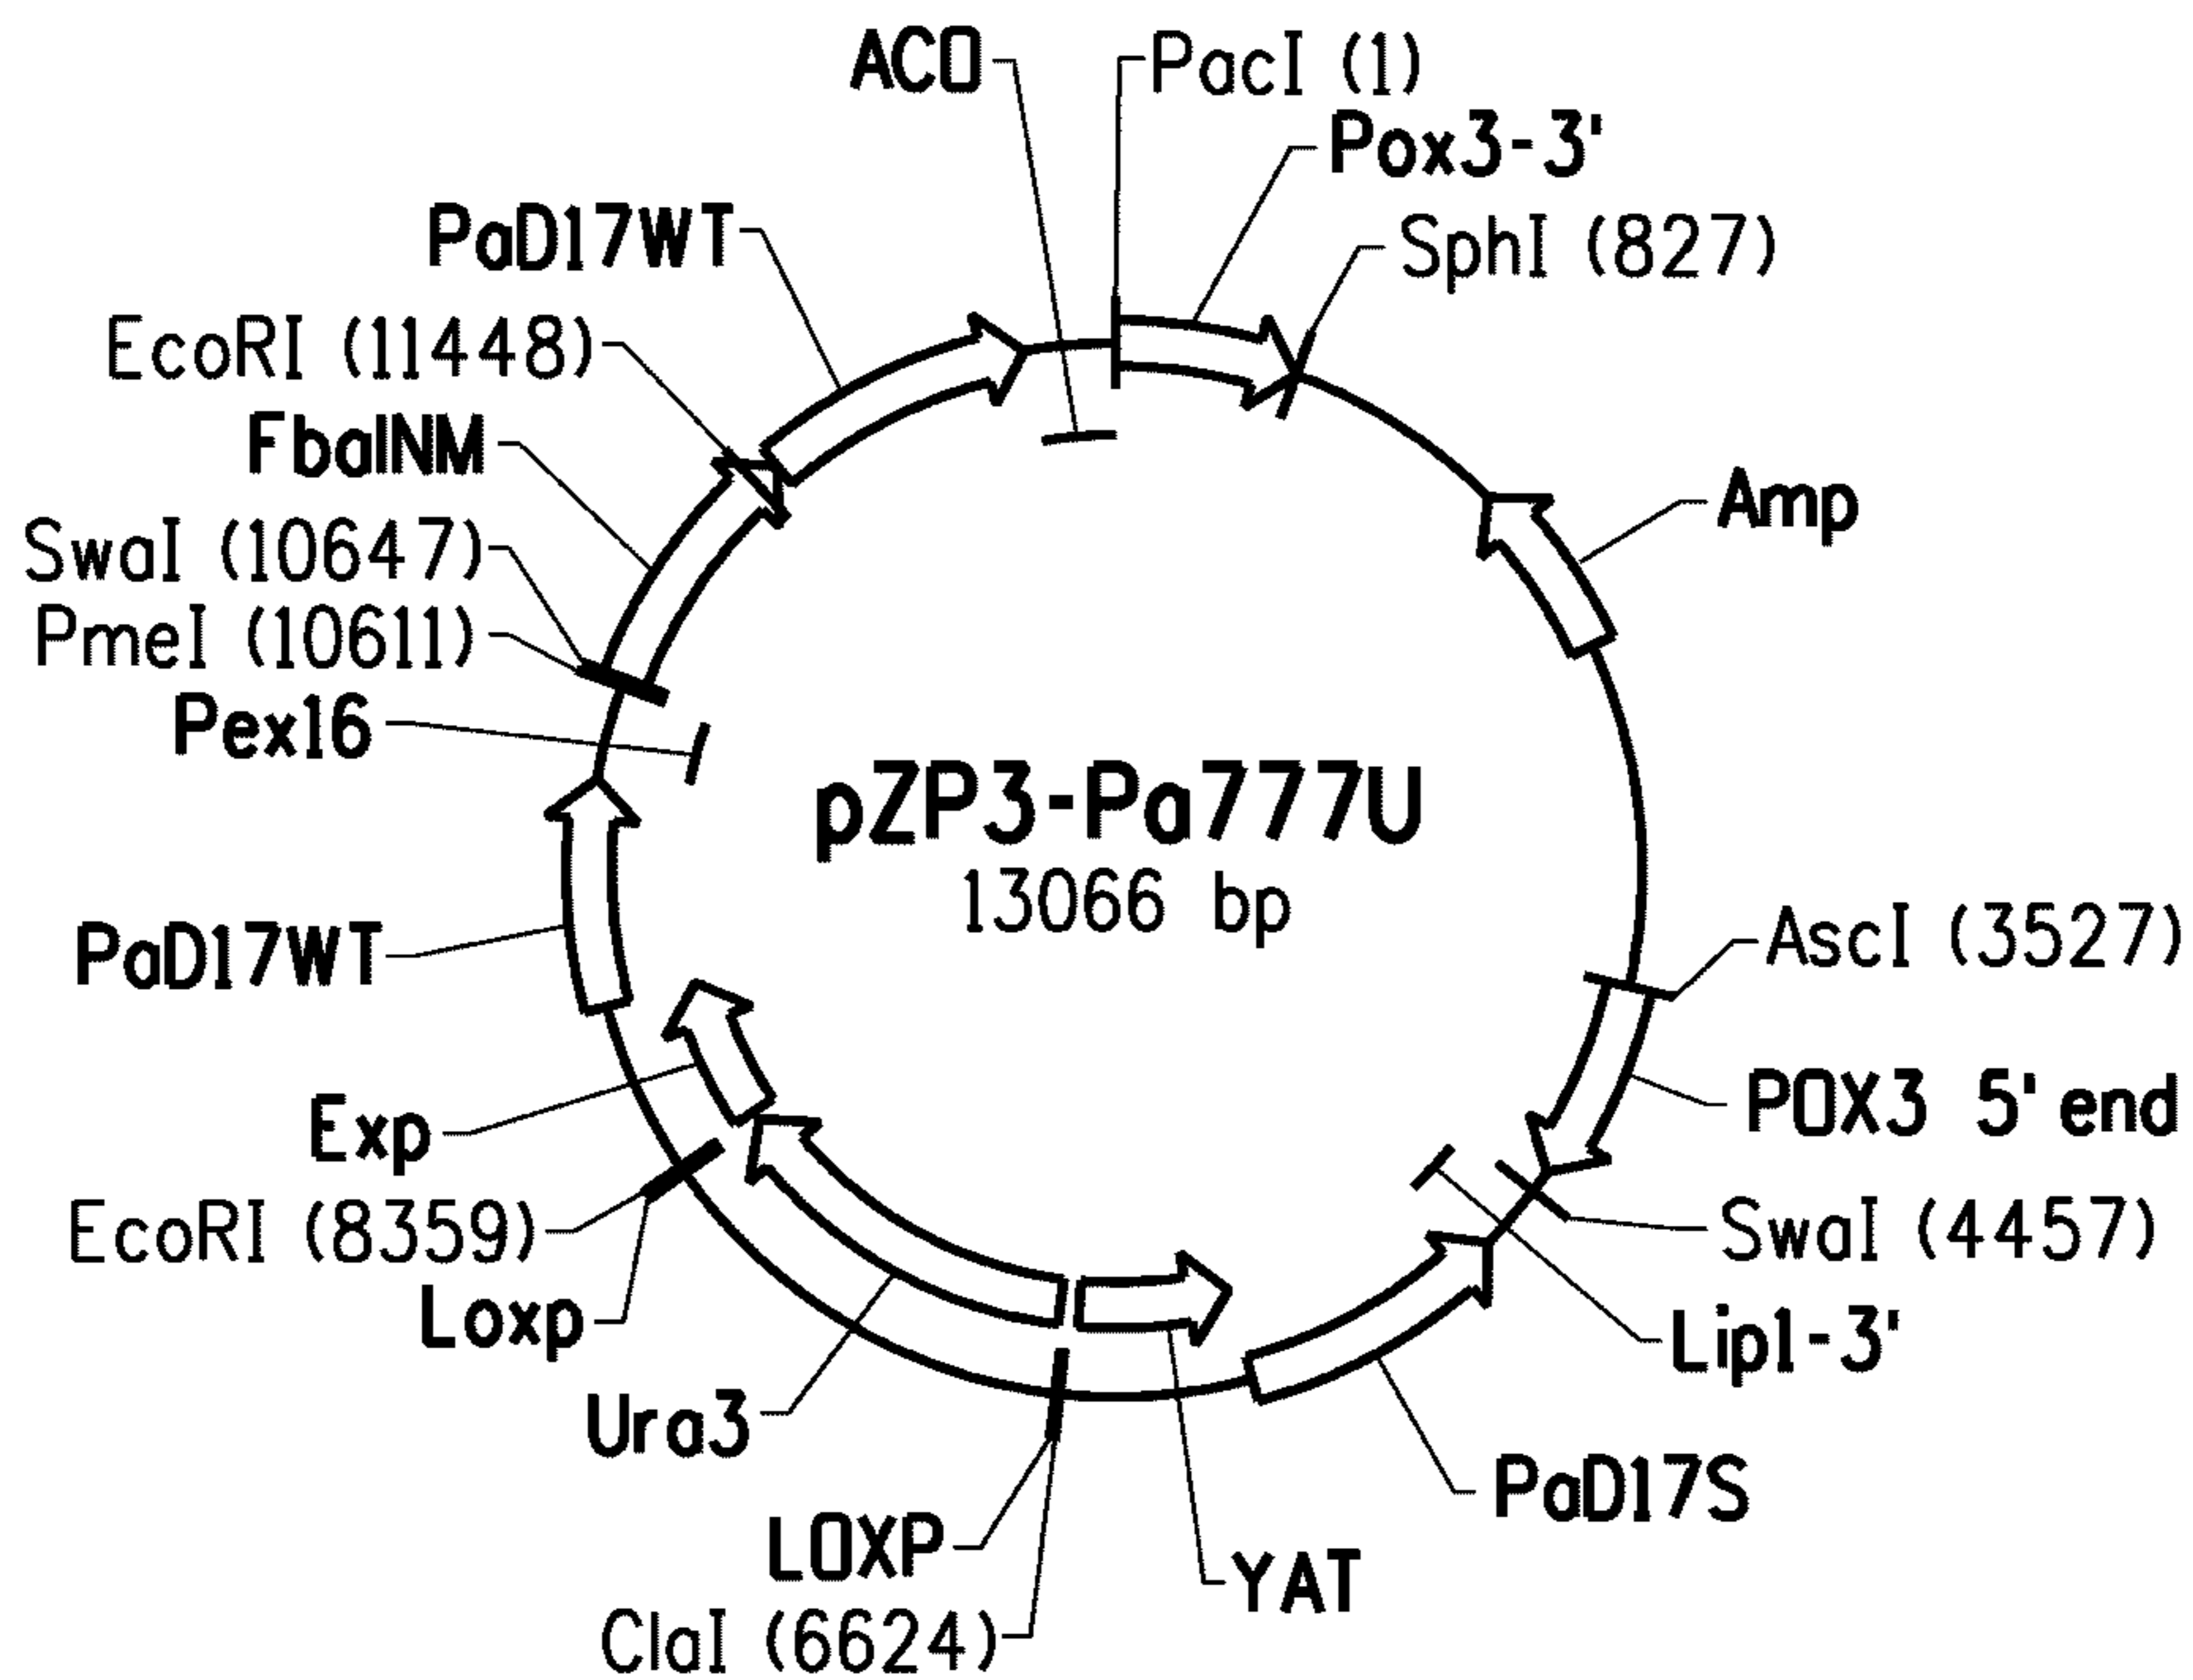 ACO
PacI (1)
Pox3-3'
SphI (827)
PaD17WT
EcoRI (11448)
FbaINM
Amp
SwaI (10647)
PmeI (10611)
Pex16
pZP3-Pa777U
13066 bp
PaD17WT
AscI (3527)
POX3 5' end
Exp
EcoRI (8359)
SwaI (4457)
Loxp
Lip1-3'
Ura3
PaD17S
LOXP
YAT
ClaI (6624)